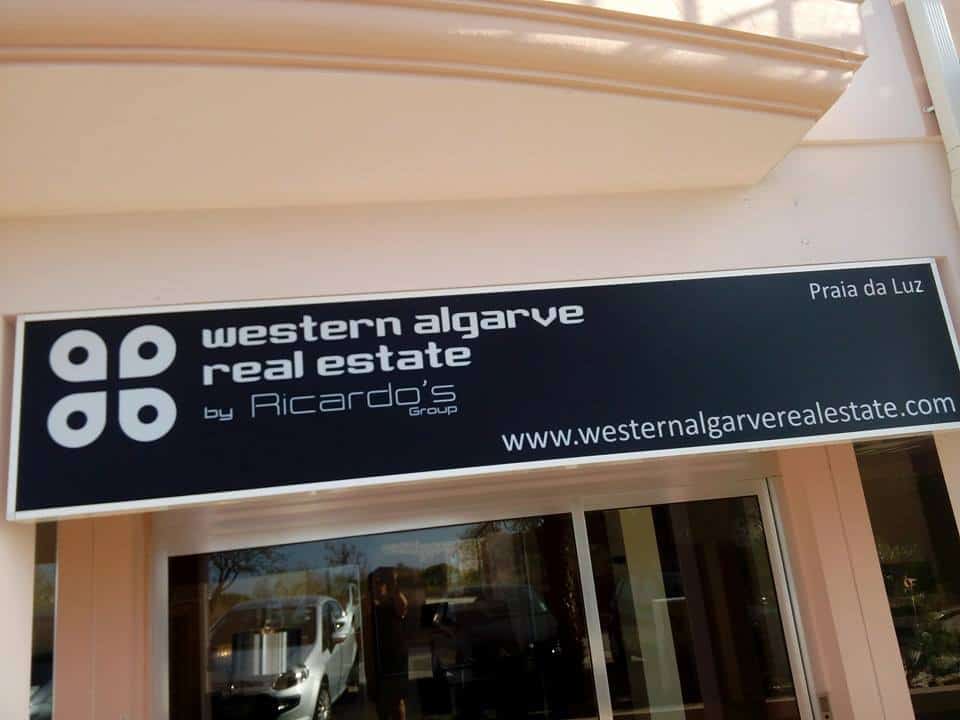 western algarve
real estate
by Ricardo's
Group
Praia da Luz
www.westernalgarverealestate.com